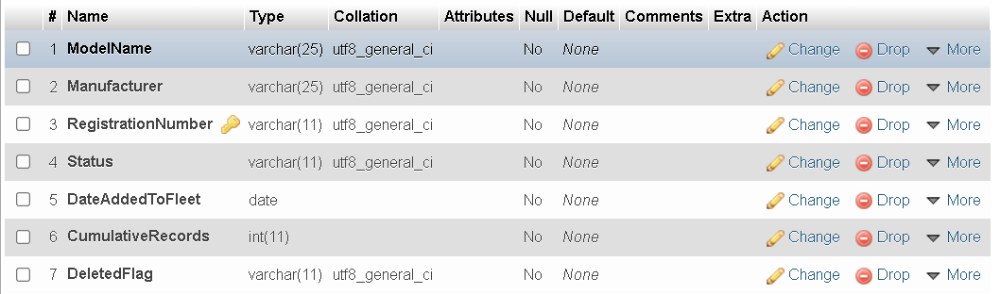 # Name Type Collation Attributes Null Default Comments Extra Action
1 ModelName varchar(25) utf8_general_ci No None Change Drop More
2 Manufacturer varchar(25) utf8_general_ci No None Change Drop More
3 RegistrationNumber varchar(11) utf8_general_ci No None Change Drop More
4 Status varchar(11) utf8_general_ci No None Change Drop More
5 DateAddedToFleet date No None Change Drop More
6 CumulativeRecords int(11) No None Change Drop More
7 DeletedFlag varchar(11) utf8_general_ci No None Change Drop More